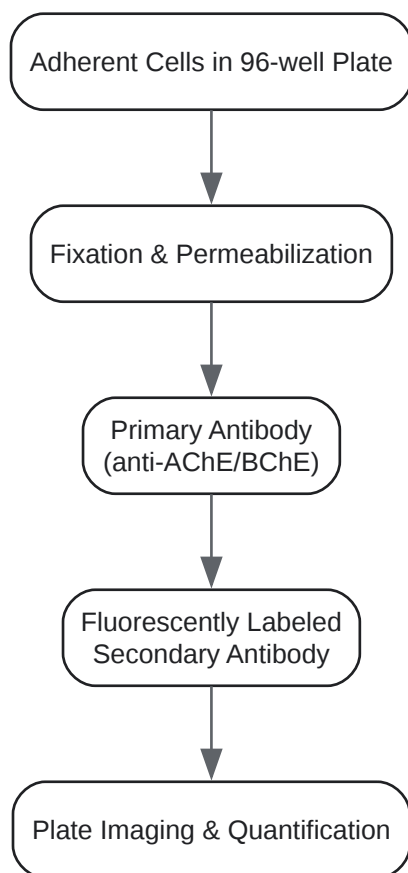 Adherent Cells in 96-well Plate
Fixation & Permeabilization
Primary Antibody
(anti-AChE/BChE)
Fluorescently Labeled
Secondary Antibody
Plate Imaging & Quantification